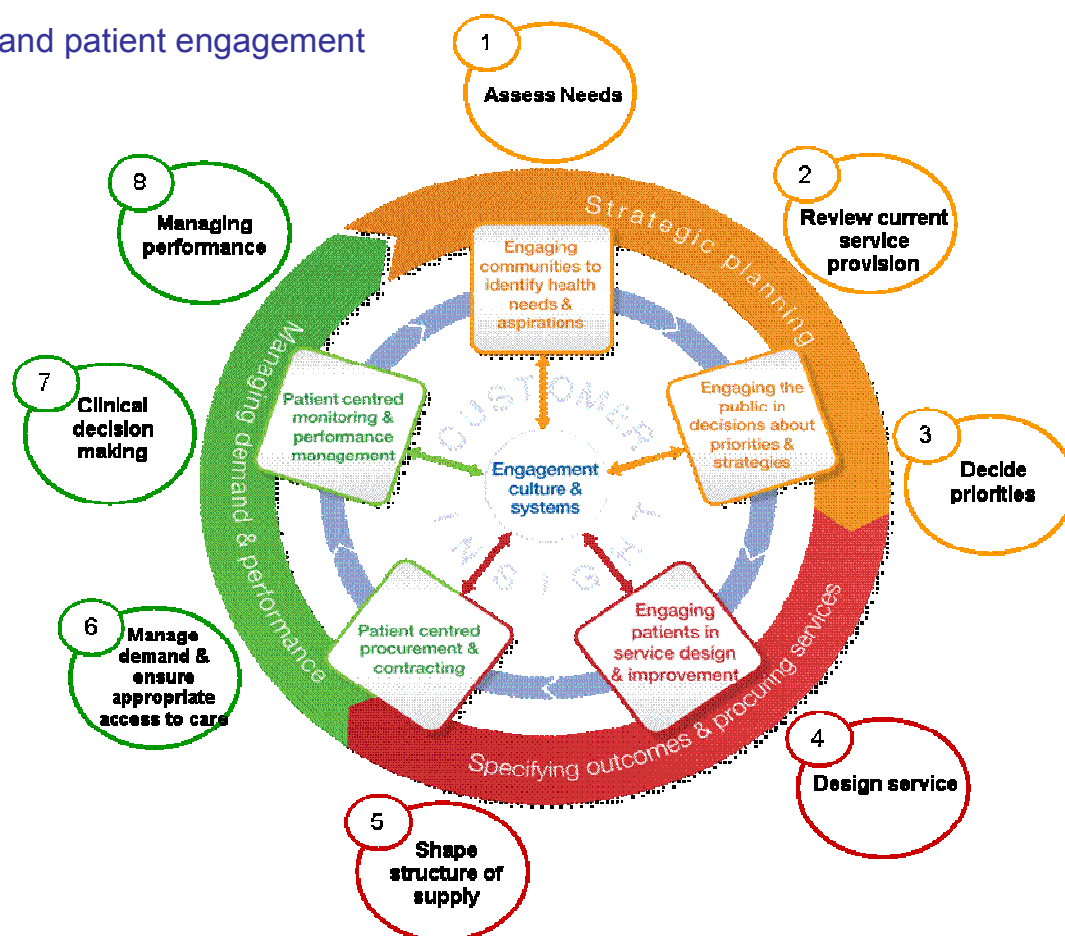 and patient engagement
1
Assess Needs
2
Review current
service
provision
3
Decide
priorities
4
Design service
5
Shape
structure of
supply
6
Manage
demand &
ensure
appropriate
access to care
7
Clinical
decision
making
8
Managing
performance
Strategic planning
Specifying outcomes & procuring services
Managing demand & performance
Engaging
communities to
identify health
needs &
aspirations
Engaging the
public in
decisions about
priorities &
strategies
Engaging
patients in
service design
& improvement
Patient centred
procurement &
contracting
Patient centred
monitoring &
performance
management
CUSTOMER
INSIGHT
Engagement
culture &
systems